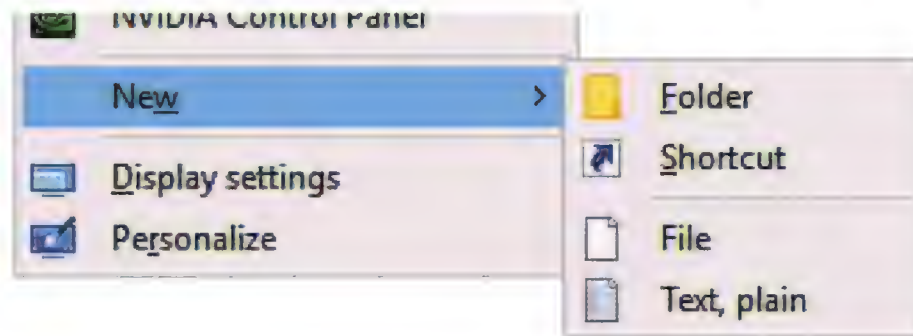 NVIDIA Control Panel
New
Display settings
Personalize
Folder
Shortcut
File
Text, plain